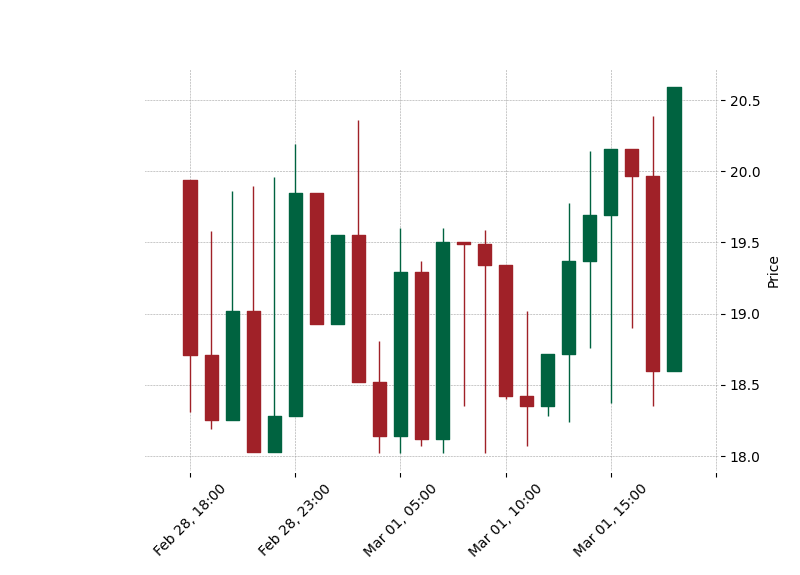 20.5
20.0
19.5
19.0
18.5
18.0
Price
Feb 28, 18:00
Feb 28, 23:00
Mar 01, 05:00
Mar 01, 10:00
Mar 01, 15:00